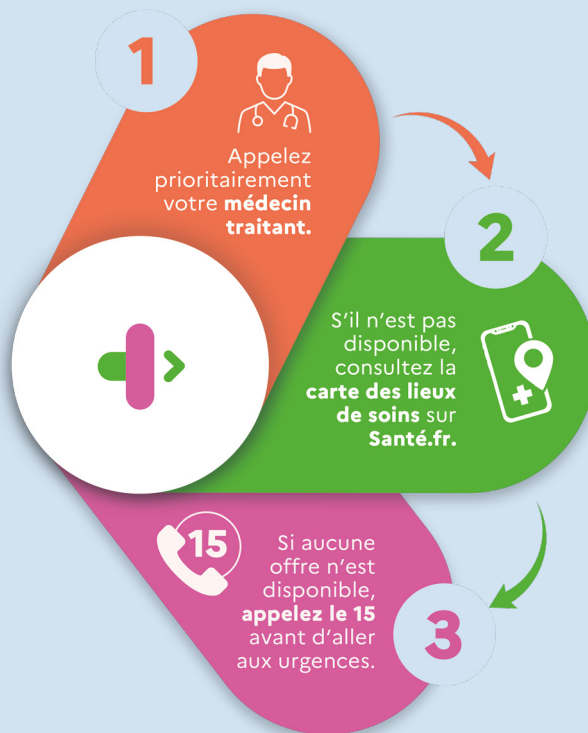 1
Appelez
prioritairement
votre médecin
traitant.
2
S'il n'est pas
disponible,
consultez la
carte des lieux
de soins sur
Santé.fr.
15
Si aucune
offre n'est
disponible,
appelez le 15
avant d'aller
aux urgences.
3